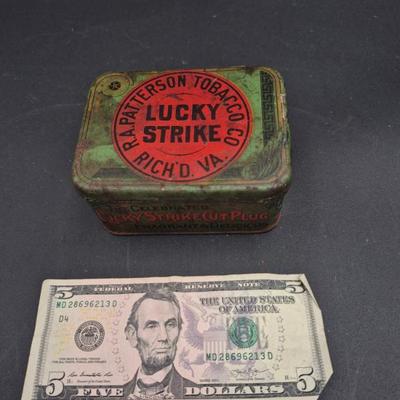 R.A. PATTERSON TOBACCO CO
LUCKY
STRIKE
RICH'D. VA.
CELEBRATED
LUCKY STRIKE CUT PLUG
5
FEDERAL RESERVE NOTE
5
MD 28696213 D
THE UNITED STATES
OF AMERICA
D4
MD 28696213 D
5
FIVE DOLLARS
5